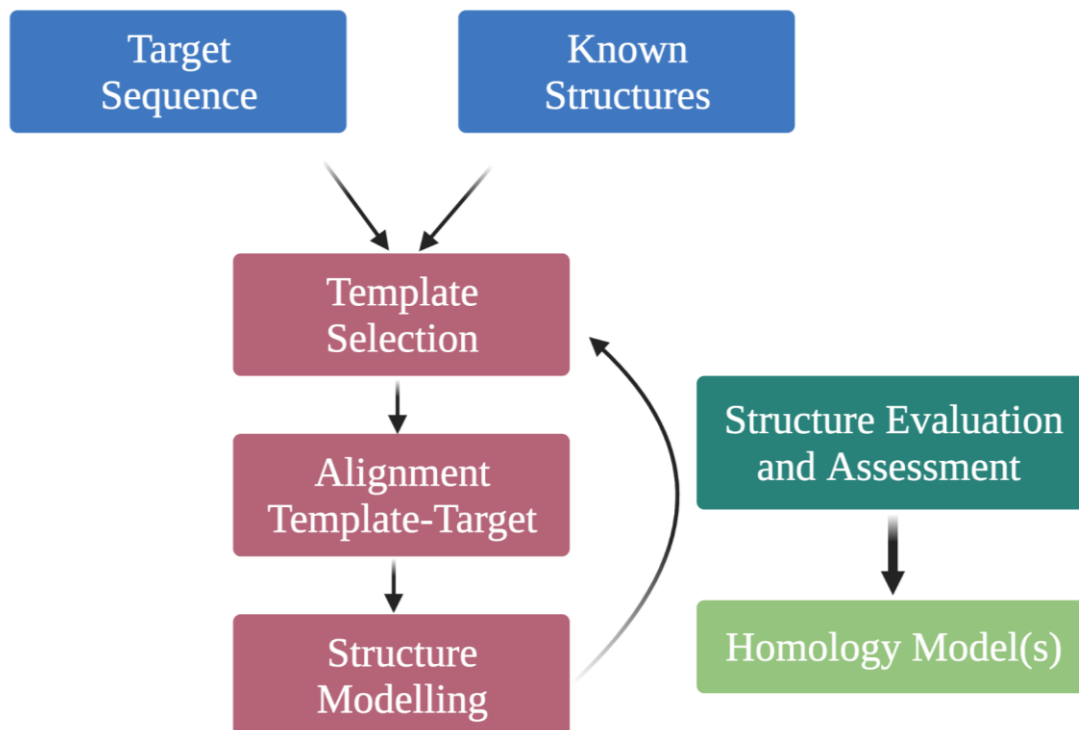 Target
Sequence
Known
Structures
Template
Selection
Alignment
Template-Target
Structure
Modelling
Structure Evaluation
and Assessment
Homology Model(s)